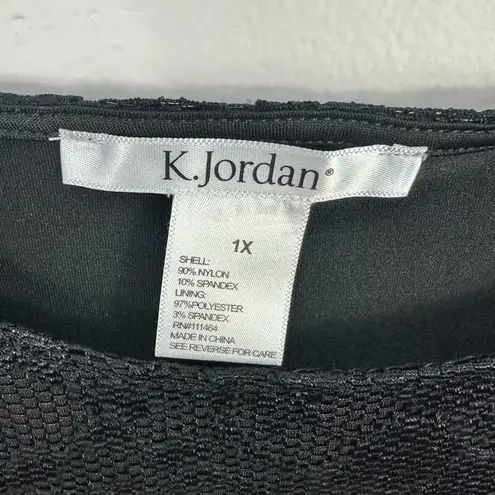 K.Jordan®
1X
SHELL:
90% NYLON
10% SPANDEX
LINING:
97%POLYESTER
3% SPANDEX
RN#111464
MADE IN CHINA
SEE REVERSE FOR CARE